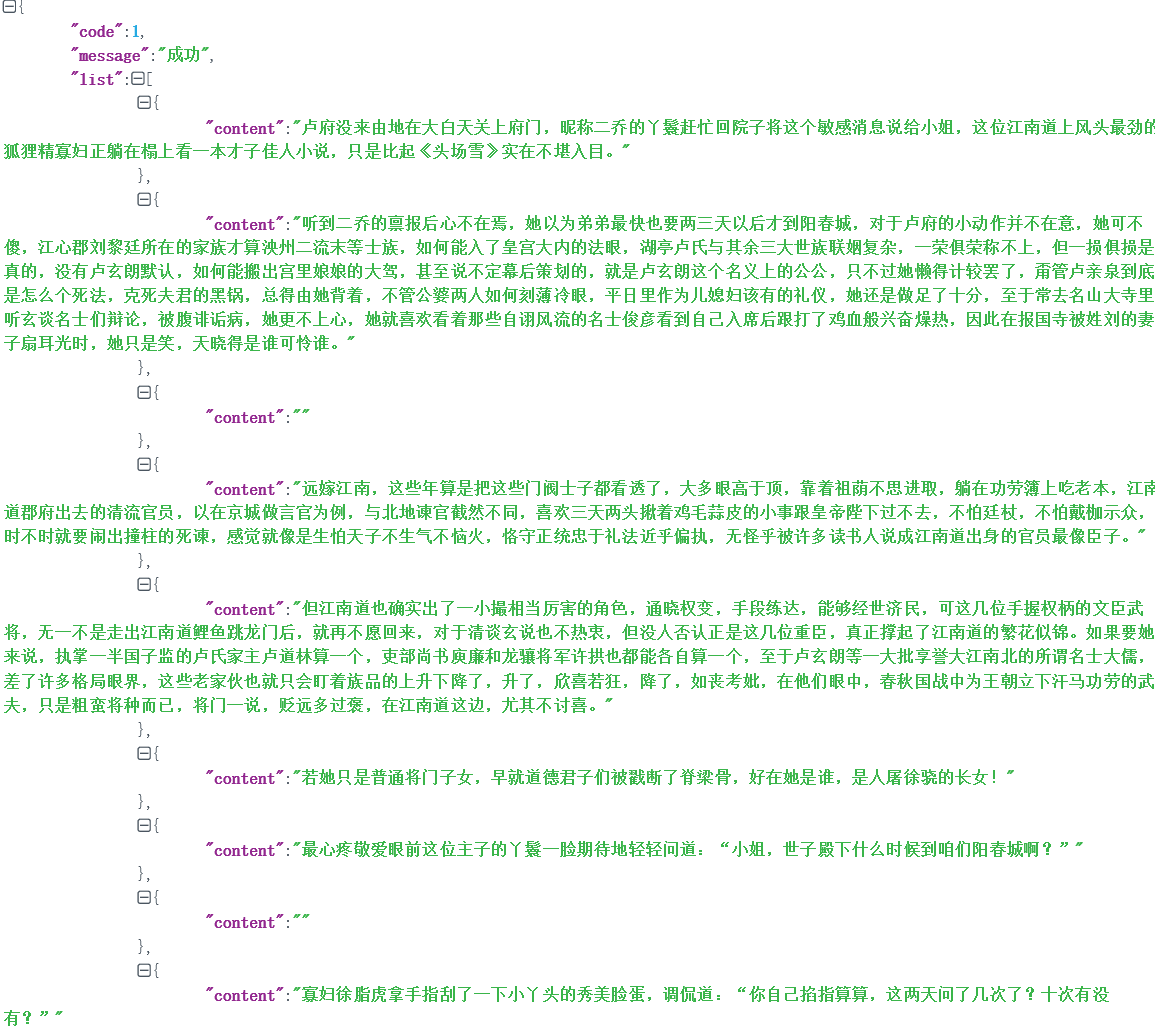 {
"code":1,
"message":"成功",
"list":[
{
"content":"卢府没来由地在大白天关上府门，昵称二乔的丫鬟赶忙回院子将这个敏感消息说给小姐，这位江南道上风头最劲的
狐狸精寡妇正躺在榻上看一本才子佳人小说，只是比起《头场雪》实在不堪入目。"
},
{
"content":"听到二乔的禀报后心不在焉，她以为弟弟最快也要两三天以后才到阳春城，对于卢府的小动作并不在意，她可不
傻，江心郡刘黎廷所在的家族才算泱州二流末等士族，如何能入了皇宫大内的法眼，湖亭卢氏与其余三大世族联姻复杂，一荣俱荣称不上，但一损俱损是
真的，没有卢玄朗默认，如何能搬出宫里娘娘的大驾，甚至说不定幕后策划的，就是卢玄朗这个名义上的公公，只不过她懒得计较罢了，甭管卢亲泉到底
是怎么个死法，克死夫君的黑锅，总得由她背着，不管公婆两人如何刻薄冷眼，平日里作为儿媳妇该有的礼仪，她还是做足了十分，至于常去名山大寺里
听玄谈名士们辩论，被腹诽诟病，她更不上心，她就喜欢看着那些自诩风流的名士俊彦看到自己入席后跟打了鸡血般兴奋燥热，因此在报国寺被姓刘的妻
子扇耳光时，她只是笑，天晓得是谁可怜谁。"
},
{
"content":""
},
{
"content":"远嫁江南，这些年算是把这些门阀士子都看透了，大多眼高于顶，靠着祖荫不思进取，躺在功劳簿上吃老本，江南
道郡府出去的清流官员，以在京城做言官为例，与北地谏官截然不同，喜欢三天两头揪着鸡毛蒜皮的小事跟皇帝陛下过不去，不怕廷杖，不怕戴枷示众，
时不时就要闹出撞柱的死谏，感觉就像是生怕天子不生气不恼火，恪守正统忠于礼法近乎偏执，无怪乎被许多读书人说成江南道出身的官员最像臣子。"
},
{
"content":"但江南道也确实出了一小撮相当厉害的角色，通晓权变，手段练达，能够经世济民，可这几位手握权柄的文臣武
将，无一不是走出江南道鲤鱼跳龙门后，就再不愿回来，对于清谈玄说也不热衷，但没人否认正是这几位重臣，真正撑起了江南道的繁花似锦。如果要她
来说，执掌一半国子监的卢氏家主卢道林算一个，吏部尚书庾廉和龙骧将军许拱也都能各自算一个，至于卢玄朗等一大批享誉大江南北的所谓名士大儒，
差了许多格局眼界，这些老家伙也就只会盯着族品的上升下降了，升了，欣喜若狂，降了，如丧考妣，在他们眼中，春秋国战中为王朝立下汗马功劳的武
夫，只是粗蛮将种而已，将门一说，贬远多过褒，在江南道这边，尤其不讨喜。"
},
{
"content":"若她只是普通将门子女，早就道德君子们被戳断了脊梁骨，好在她是谁，是人屠徐骁的长女！"
},
{
"content":"最心疼敬爱眼前这位主子的丫鬟一脸期待地轻轻问道：“小姐，世子殿下什么时候到咱们阳春城啊？”"
},
{
"content":""
},
{
"content":"寡妇徐脂虎拿手指刮了一下小丫头的秀美脸蛋，调侃道：“你自己掐指算算，这两天问了几次了？十次有没
有？”"